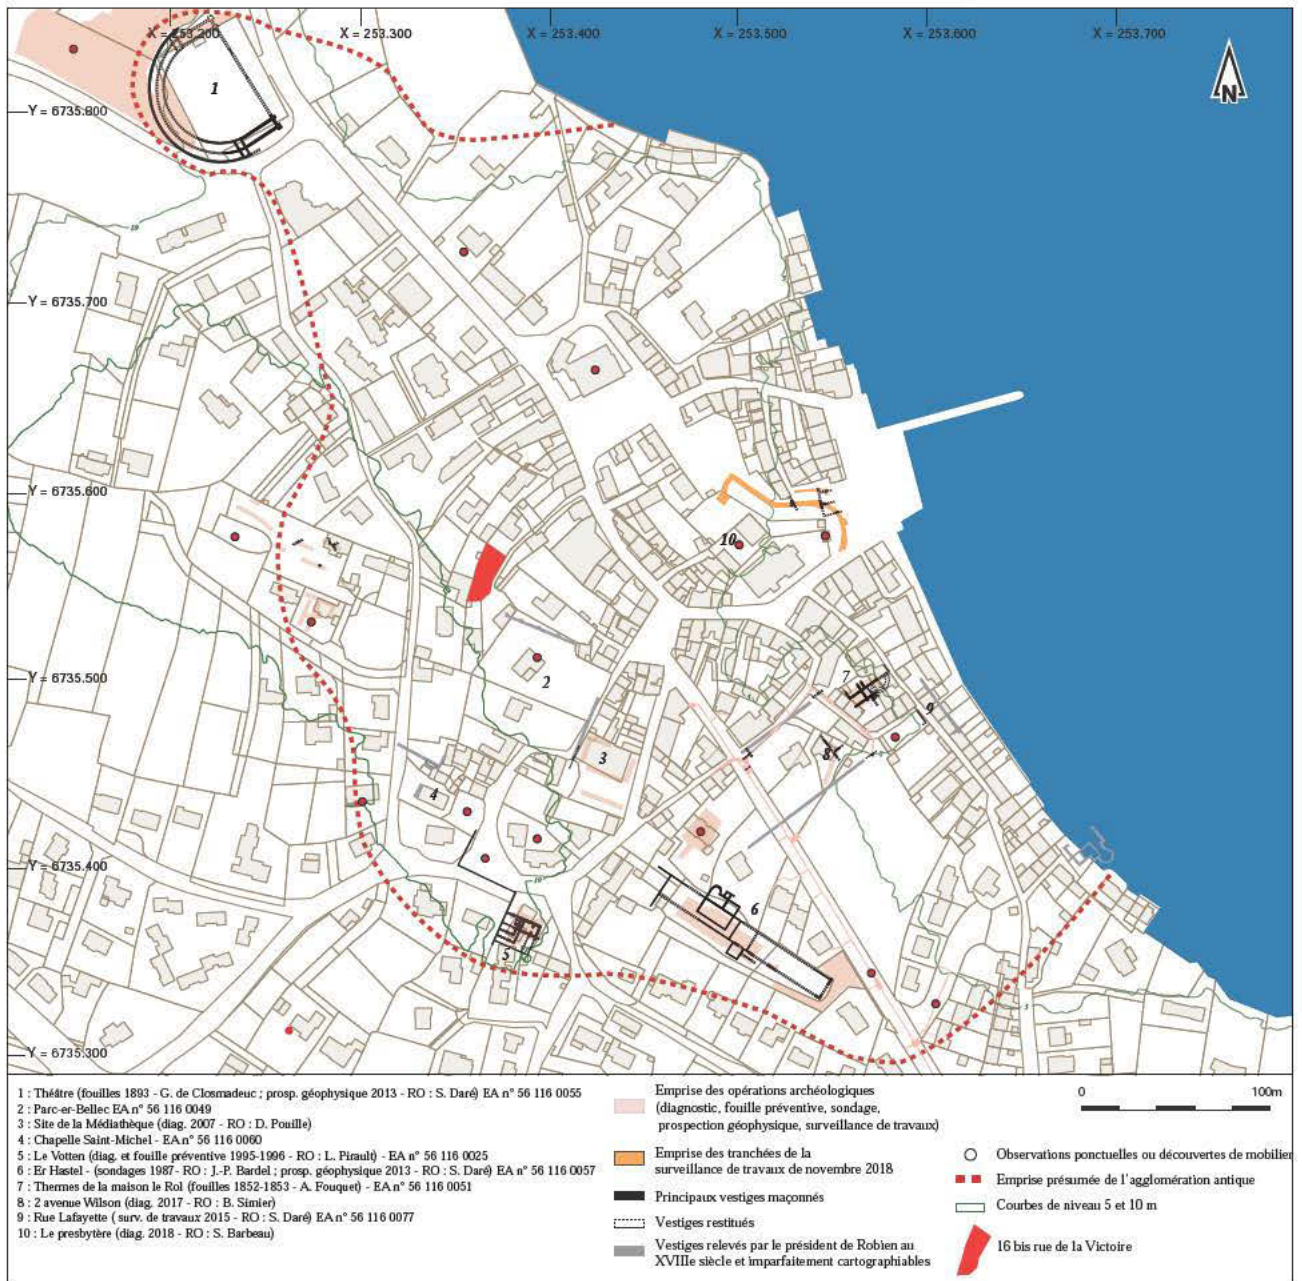 X = 253.200
X = 253.300
X = 253.400
X = 253.500
X = 253.600
X = 253.700
N
1
Y = 6735.800
10
Y = 6735.700
Y = 6735.600
10
Y = 6735.500
2
7
9
3
8
4
Y = 6735.400
10
6
5
5
Y = 6735.300
1 : Théâtre (fouilles 1893 - G. de Closmadeuc ; prosp. géophysique 2013 - RO : S. Daré) EA n° 56 116 0055
2 : Parc-er-Bellec EA n° 56 116 0049
3 : Site de la Médiathèque (diag. 2007 - RO : D. Pouille)
4 : Chapelle Saint-Michel - EA n° 56 116 0060
5 : Le Votten (diag. et fouille préventive 1995-1996 - RO : L. Pirault) - EA n° 56 116 0025
6 : Er Hastel - (sondages 1987- RO : J.-P. Bardel ; prosp. géophysique 2013 - RO : S. Daré) EA n° 56 116 0057
7 : Thermes de la maison le Rol (fouilles 1852-1853 - A. Fouquet) - EA n° 56 116 0051
8 : 2 avenue Wilson (diag. 2017 - RO : B. Simier)
9 : Rue Lafayette ( surv. de travaux 2015 - RO : S. Daré) EA n° 56 116 0077
10 : Le presbytère (diag. 2018 - RO : S. Barbeau)
Emprise des opérations archéologiques
(diagnostic, fouille préventive, sondage,
prospection géophysique, surveillance de travaux)
Emprise des tranchées de la
surveillance de travaux de novembre 2018
Principaux vestiges maçonnés
Vestiges restitués
Vestiges relevés par le président de Robien au
XVIIIe siècle et imparfaitement cartographiables
0 100m
Observations ponctuelles ou découvertes de mobilier
Emprise présumée de l'agglomération antique
Courbes de niveau 5 et 10 m
16 bis rue de la Victoire